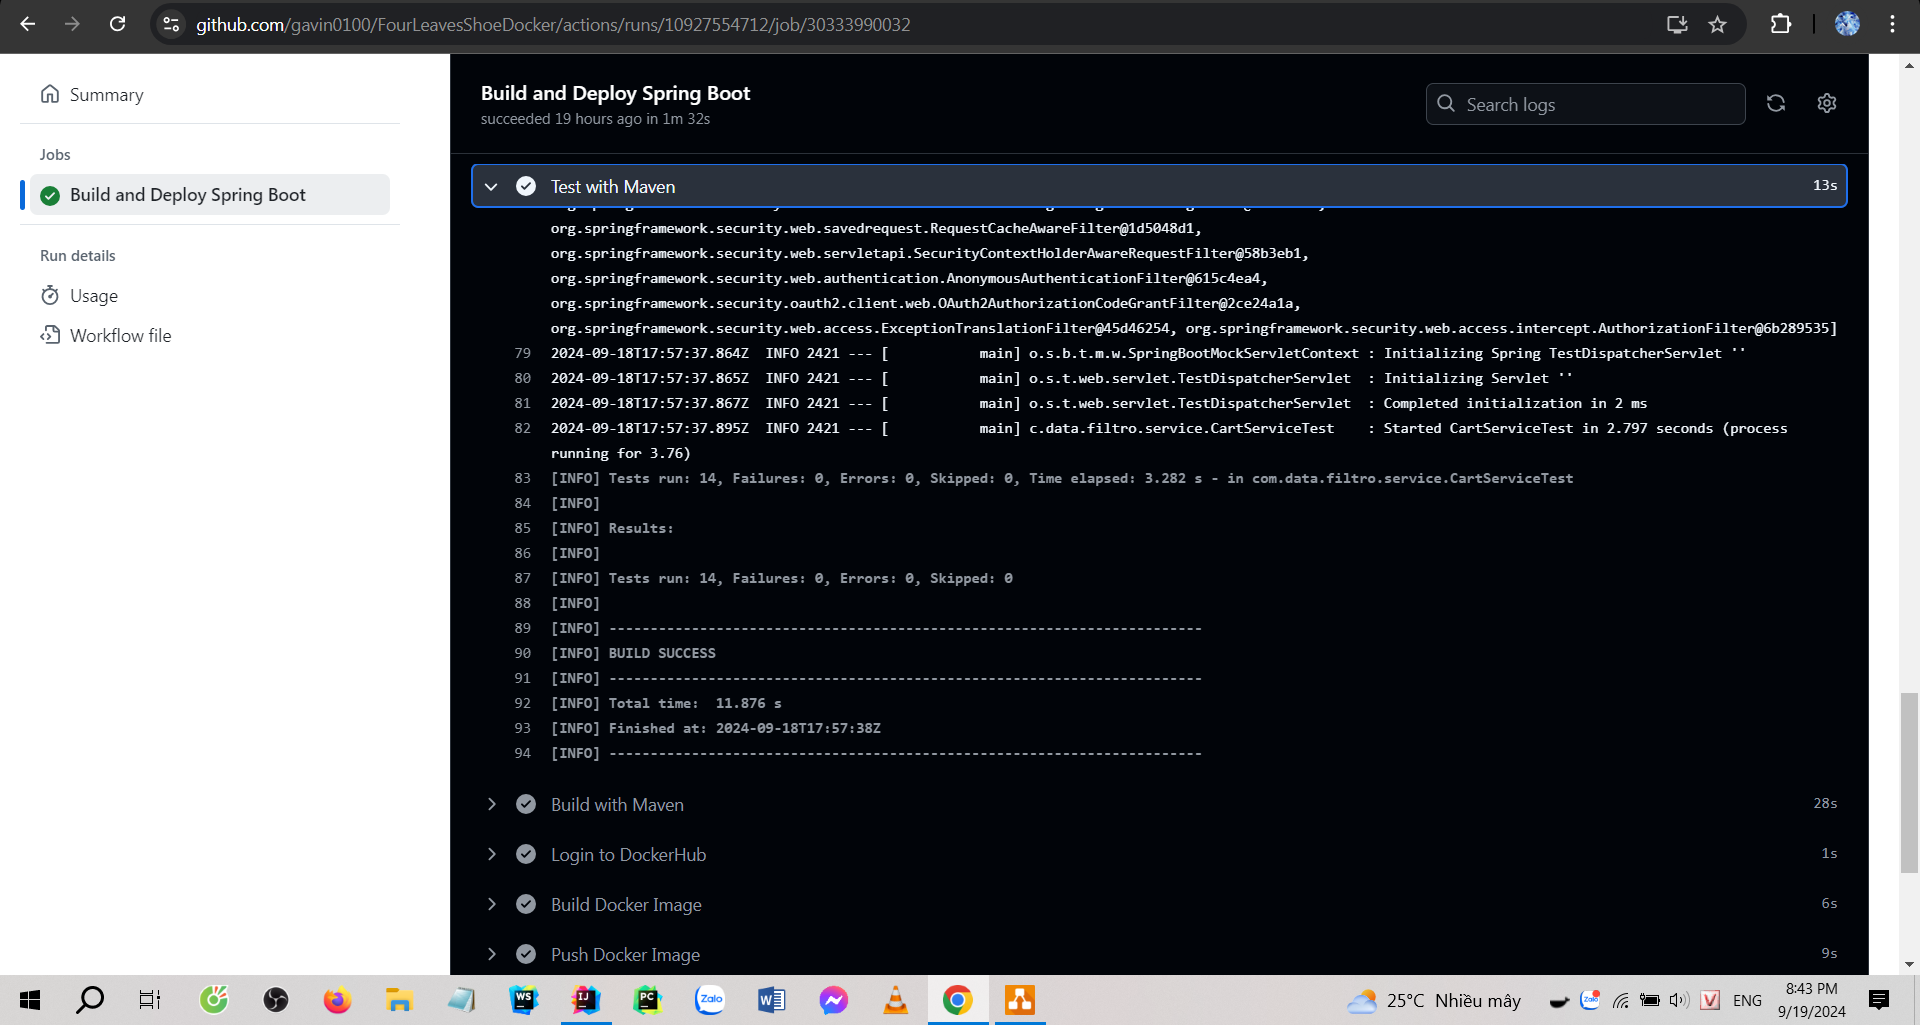 github.com/gavin0100/FourLeavesShoeDocker/actions/runs/10927554712/job/30333990032
Summary
Jobs
Build and Deploy Spring Boot
Run details
Usage
Workflow file
Build and Deploy Spring Boot
succeeded 19 hours ago in 1m 32s
Search logs
Test with Maven 13s
org.springframework.security.web.savedrequest.RequestCacheAwareFilter@1d5048d1,
org.springframework.security.web.servletapi.SecurityContextHolderAwareRequestFilter@58b3eb1,
org.springframework.security.web.authentication.AnonymousAuthenticationFilter@615c4ea4,
org.springframework.security.oauth2.client.web.OAuth2AuthorizationCodeGrantFilter@2ce24a1a,
org.springframework.security.web.access.ExceptionTranslationFilter@45d46254, org.springframework.security.web.access.intercept.AuthorizationFilter@6b289535]
79 2024-09-18T17:57:37.864Z  INFO 2421 --- [           main] o.s.b.t.m.w.SpringBootMockServletContext : Initializing Spring TestDispatcherServlet ''
80 2024-09-18T17:57:37.865Z  INFO 2421 --- [           main] o.s.t.web.servlet.TestDispatcherServlet  : Initializing Servlet ''
81 2024-09-18T17:57:37.867Z  INFO 2421 --- [           main] o.s.t.web.servlet.TestDispatcherServlet  : Completed initialization in 2 ms
82 2024-09-18T17:57:37.895Z  INFO 2421 --- [           main] c.data.filtro.service.CartServiceTest    : Started CartServiceTest in 2.797 seconds (process
running for 3.76)
83 [INFO] Tests run: 14, Failures: 0, Errors: 0, Skipped: 0, Time elapsed: 3.282 s - in com.data.filtro.service.CartServiceTest
84 [INFO]
85 [INFO] Results:
86 [INFO]
87 [INFO] Tests run: 14, Failures: 0, Errors: 0, Skipped: 0
88 [INFO]
89 [INFO] ------------------------------------------------------------------------
90 [INFO] BUILD SUCCESS
91 [INFO] ------------------------------------------------------------------------
92 [INFO] Total time:  11.876 s
93 [INFO] Finished at: 2024-09-18T17:57:38Z
94 [INFO] ------------------------------------------------------------------------
Build with Maven 28s
Login to DockerHub 1s
Build Docker Image 6s
Push Docker Image 9s
WS
IJ
PC
Zalo
W
25°C Nhiều mây
Zalo
V
ENG
8:43 PM
9/19/2024